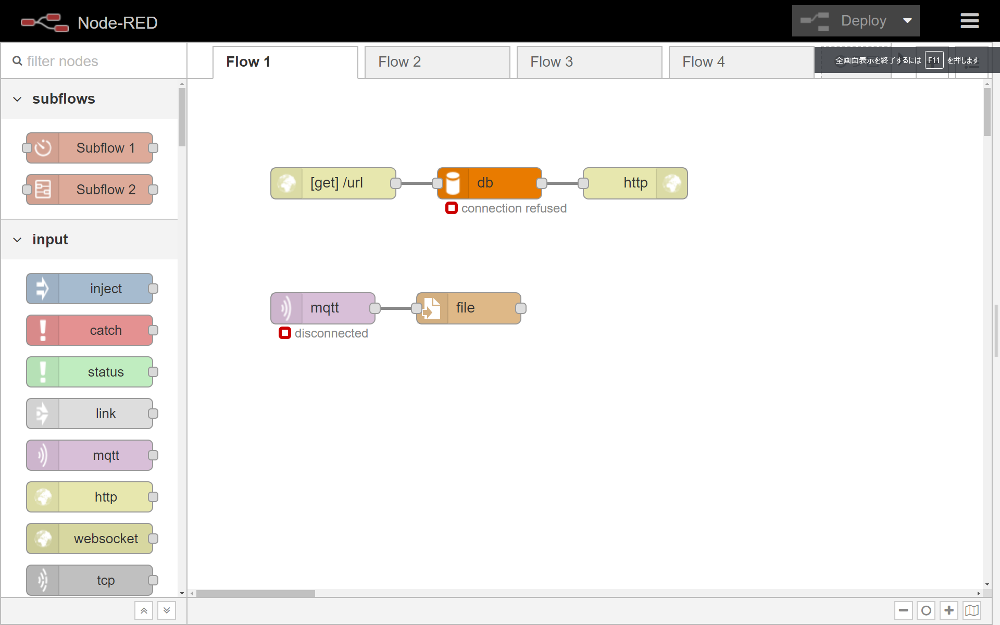 Node-RED
Deploy
filter nodes
Flow 1
Flow 2
Flow 3
Flow 4
全画面表示を終了するには F11 を押します
subflows
Subflow 1
Subflow 2
input
inject
catch
status
link
mqtt
http
websocket
tcp
[get] /url
db
http
connection refused
mqtt
file
disconnected